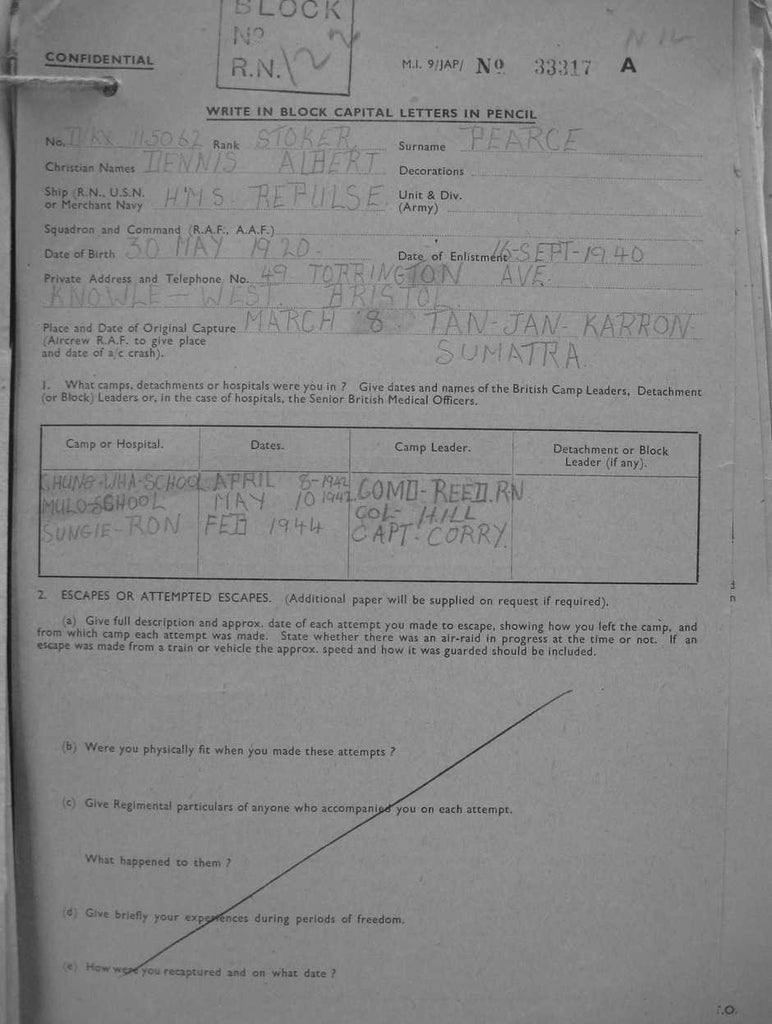 BLOCK
No
R.N.
CONFIDENTIAL
M.I. 9/JAP/ No 33317 A
WRITE IN BLOCK CAPITAL LETTERS IN PENCIL
No. D/KX 115062 Rank STOKER Surname PEARCE
Christian Names DENNIS ALBERT Decorations
Ship (R.N., U.S.N. or Merchant Navy H.M.S. REPULSE Unit & Div. (Army)
Squadron and Command (R.A.F., A.A.F.)
Date of Birth 30 MAY 1920 Date of Enlistment 16-SEPT-1940
Private Address and Telephone No. 49 TORRINGTON AVE.
KNOWLE-WEST. BRISTOL
Place and Date of Original Capture MARCH 8 TAN-JAN-KARRON-
(Aircrew R.A.F. to give place
and date of a/c crash). SUMATRA.
1. What camps, detachments or hospitals were you in ? Give dates and names of the British Camp Leaders, Detachment
(or Block) Leaders or, in the case of hospitals, the Senior British Medical Officers.
Camp or Hospital. Dates. Camp Leader. Detachment or Block
Leader (if any).
CHUNG-WHA-SCHOOL APRIL 8-1942 COMD-REED.RN
MULO-SCHOOL MAY 10 1942 COL- HILL
SUNGIE-RON FEB 1944 CAPT-CORRY.
2. ESCAPES OR ATTEMPTED ESCAPES. (Additional paper will be supplied on request if required).
(a) Give full description and approx. date of each attempt you made to escape, showing how you left the camp, and
from which camp each attempt was made. State whether there was an air-raid in progress at the time or not. If an
escape was made from a train or vehicle the approx. speed and how it was guarded should be included.
(b) Were you physically fit when you made these attempts ?
(c) Give Regimental particulars of anyone who accompanied you on each attempt.
What happened to them ?
(d) Give briefly your experiences during periods of freedom.
(e) How were you recaptured and on what date ?